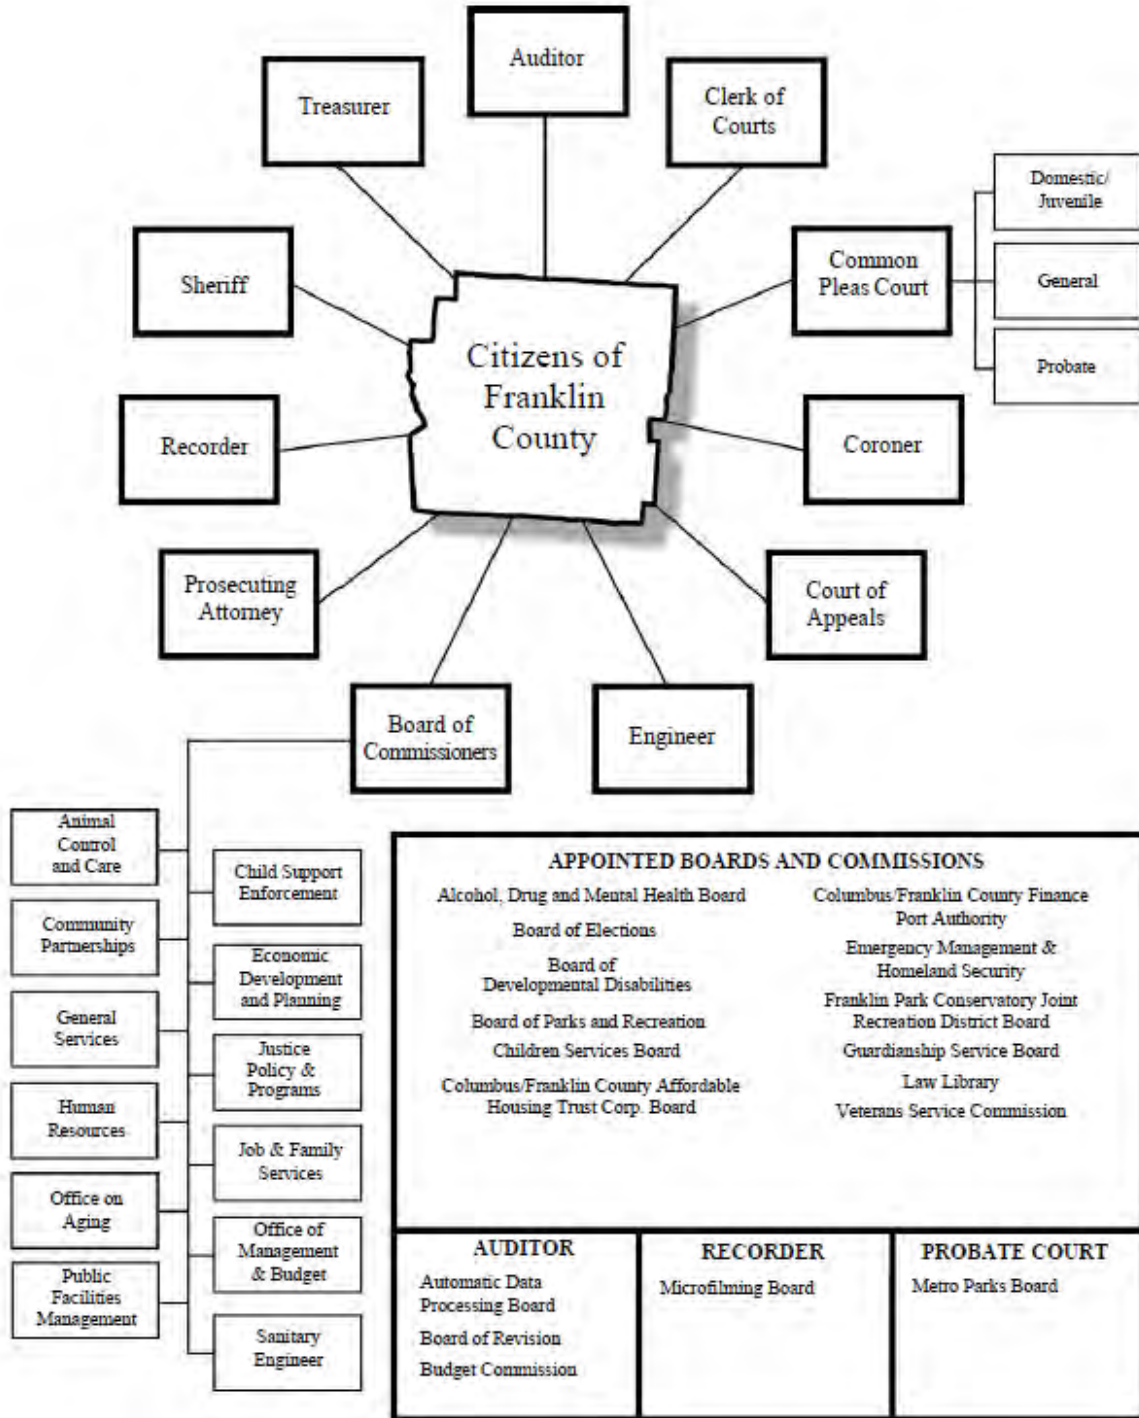 Auditor
Treasurer
Clerk of
Courts
Domestic/
Juvenile
Sheriff
Common
Pleas Court
General
Probate
Citizens of
Franklin
County
Recorder
Coroner
Prosecuting
Attorney
Court of
Appeals
Board of
Commissioners
Engineer
Animal
Control
and Care
Community
Partnerships
General
Services
Human
Resources
Office on
Aging
Public
Facilities
Management
Child Support
Enforcement
Economic
Development
and Planning
Justice
Policy &
Programs
Job & Family
Services
Office of
Management
& Budget
Sanitary
Engineer
APPOINTED BOARDS AND COMMISSIONS
Alcohol, Drug and Mental Health Board
Board of Elections
Board of
Developmental Disabilities
Board of Parks and Recreation
Children Services Board
Columbus/Franklin County Affordable
Housing Trust Corp. Board
Columbus/Franklin County Finance
Port Authority
Emergency Management &
Homeland Security
Franklin Park Conservatory Joint
Recreation District Board
Guardianship Service Board
Law Library
Veterans Service Commission
AUDITOR
Automatic Data
Processing Board
Board of Revision
Budget Commission
RECORDER
Microfilming Board
PROBATE COURT
Metro Parks Board